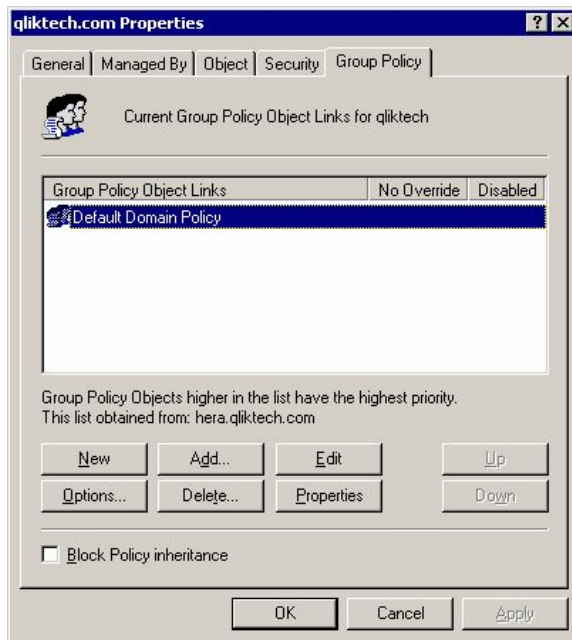 qliktech.com Properties
General Managed By Object Security Group Policy
Current Group Policy Object Links for qliktech
Group Policy Object Links No Override Disabled
Default Domain Policy
Group Policy Objects higher in the list have the highest priority.
This list obtained from: hera.qliktech.com
New Add... Edit Up
Options... Delete... Properties Down
Block Policy inheritance
OK Cancel Apply